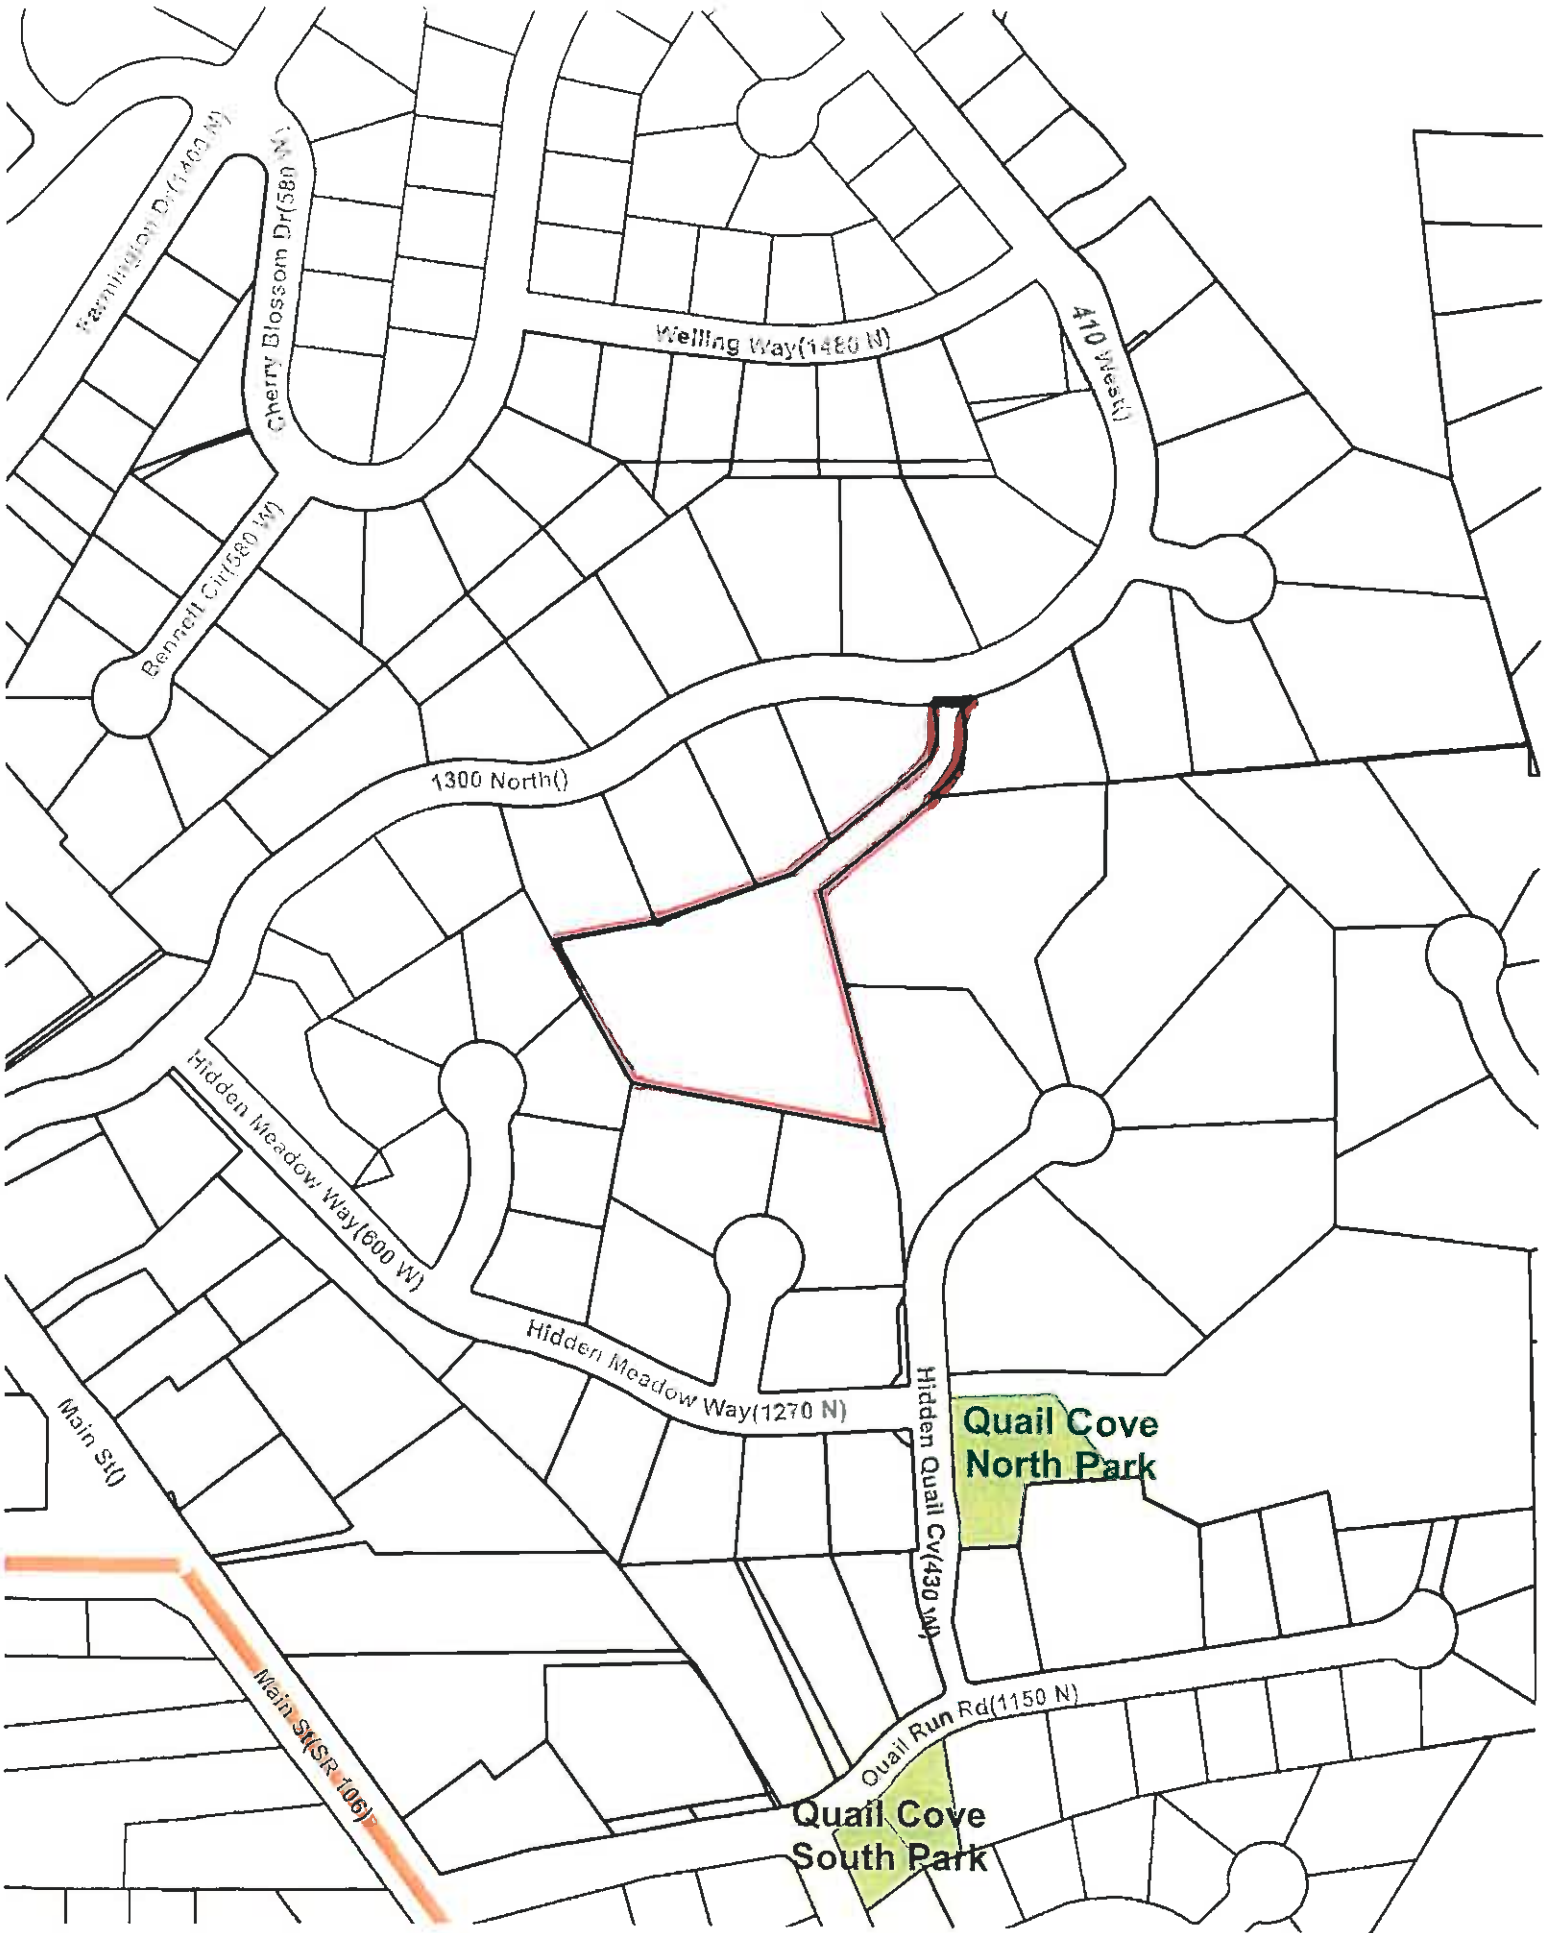 Farmington Dr(1400 N)
Cherry Blossom Dr(580 W)
Welling Way(1480 N)
410 West()
Bennett Cir(580 W)
1300 North()
Hidden Meadow Way(600 W)
Hidden Meadow Way(1270 N)
Hidden Quail Cv(430 W)
Quail Cove
North Park
Main St()
Main St(SR 106)
Quail Run Rd(1150 N)
Quail Cove
South Park